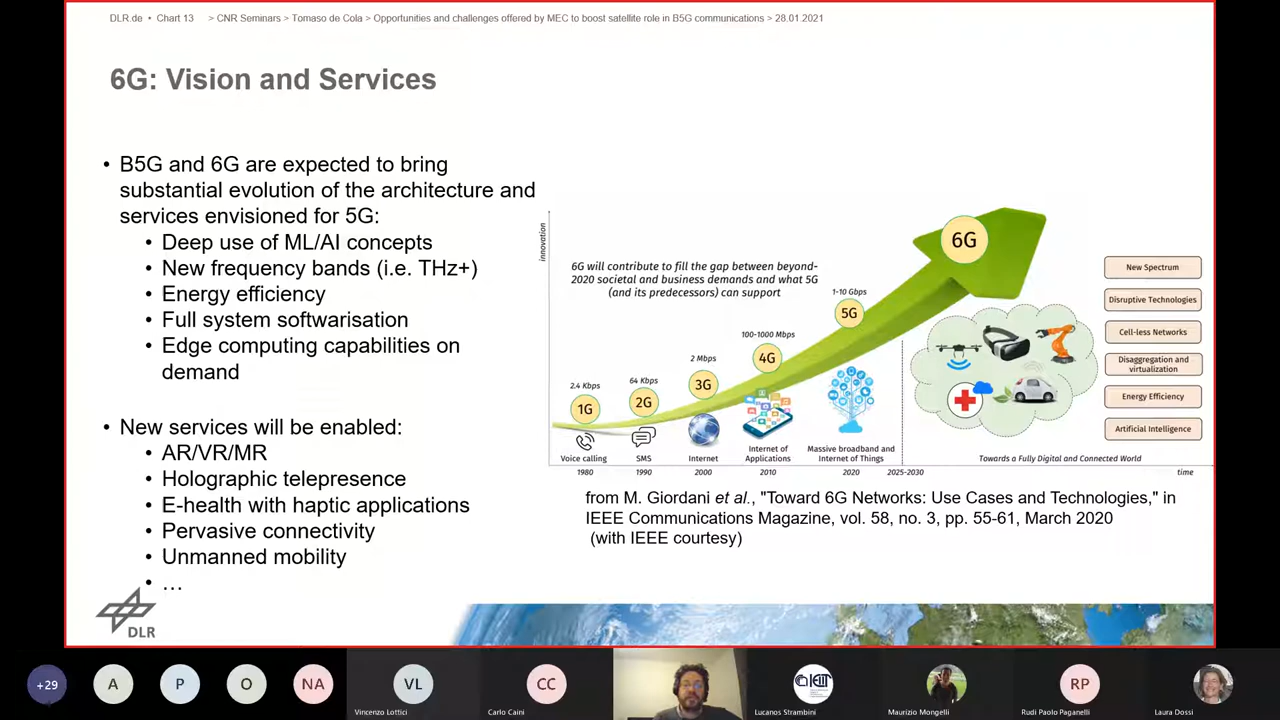 DLR.de • Chart 13 > CNR Seminars > Tomaso de Cola > Opportunities and challenges offered by MEC to boost satellite role in B5G communications > 28.01.2021
6G: Vision and Services
• B5G and 6G are expected to bring
substantial evolution of the architecture and
services envisioned for 5G:
• Deep use of ML/AI concepts
• New frequency bands (i.e. THz+)
• Energy efficiency
• Full system softwarisation
• Edge computing capabilities on
demand
• New services will be enabled:
• AR/VR/MR
• Holographic telepresence
• E-health with haptic applications
• Pervasive connectivity
• Unmanned mobility
• …
innovation
6G will contribute to fill the gap between beyond-
2020 societal and business demands and what 5G
(and its predecessors) can support
2.4 Kbps
1G
Voice calling
1980
64 Kbps
2G
SMS
1990
2 Mbps
3G
Internet
2000
100-1000 Mbps
4G
Internet of
Applications
2010
1-10 Gbps
5G
Massive broadband and
Internet of Things
2020
6G
2025-2030
Towards a Fully Digital and Connected World
time
New Spectrum
Disruptive Technologies
Cell-less Networks
Disaggregation and
virtualization
Energy Efficiency
Artificial Intelligence
from M. Giordani et al., "Toward 6G Networks: Use Cases and Technologies," in
IEEE Communications Magazine, vol. 58, no. 3, pp. 55-61, March 2020
(with IEEE courtesy)
DLR
+29
A
P
O
NA
VL
Vincenzo Lottici
CC
Carlo Caini
IEIIT
Lucanos Strambini
Maurizio Mongelli
RP
Rudi Paolo Paganelli
Laura Dossi